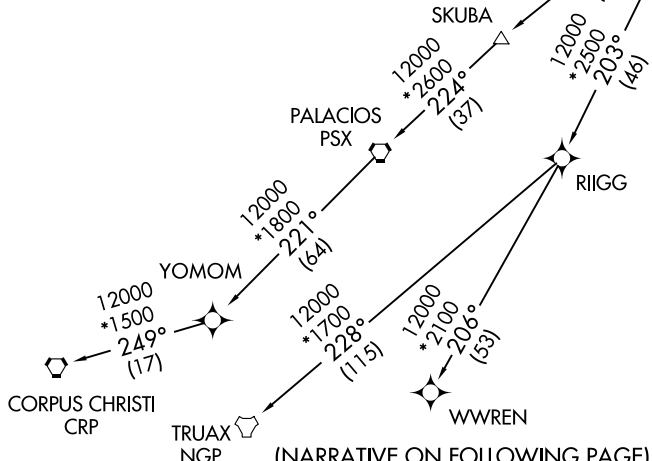 SKUBA
12000
*2600
224°
(37)
12000
*2500
203°
(46)
PALACIOS
PSX
RIIGG
12000
*1800
221°
(64)
YOMOM
12000
*1500
249°
(17)
12000
*1700
228°
(115)
12000
*2100
206°
(53)
CORPUS CHRISTI
CRP
TRUAX
NGP
WWREN
(NARRATIVE ON FOLLOWING PAGE)